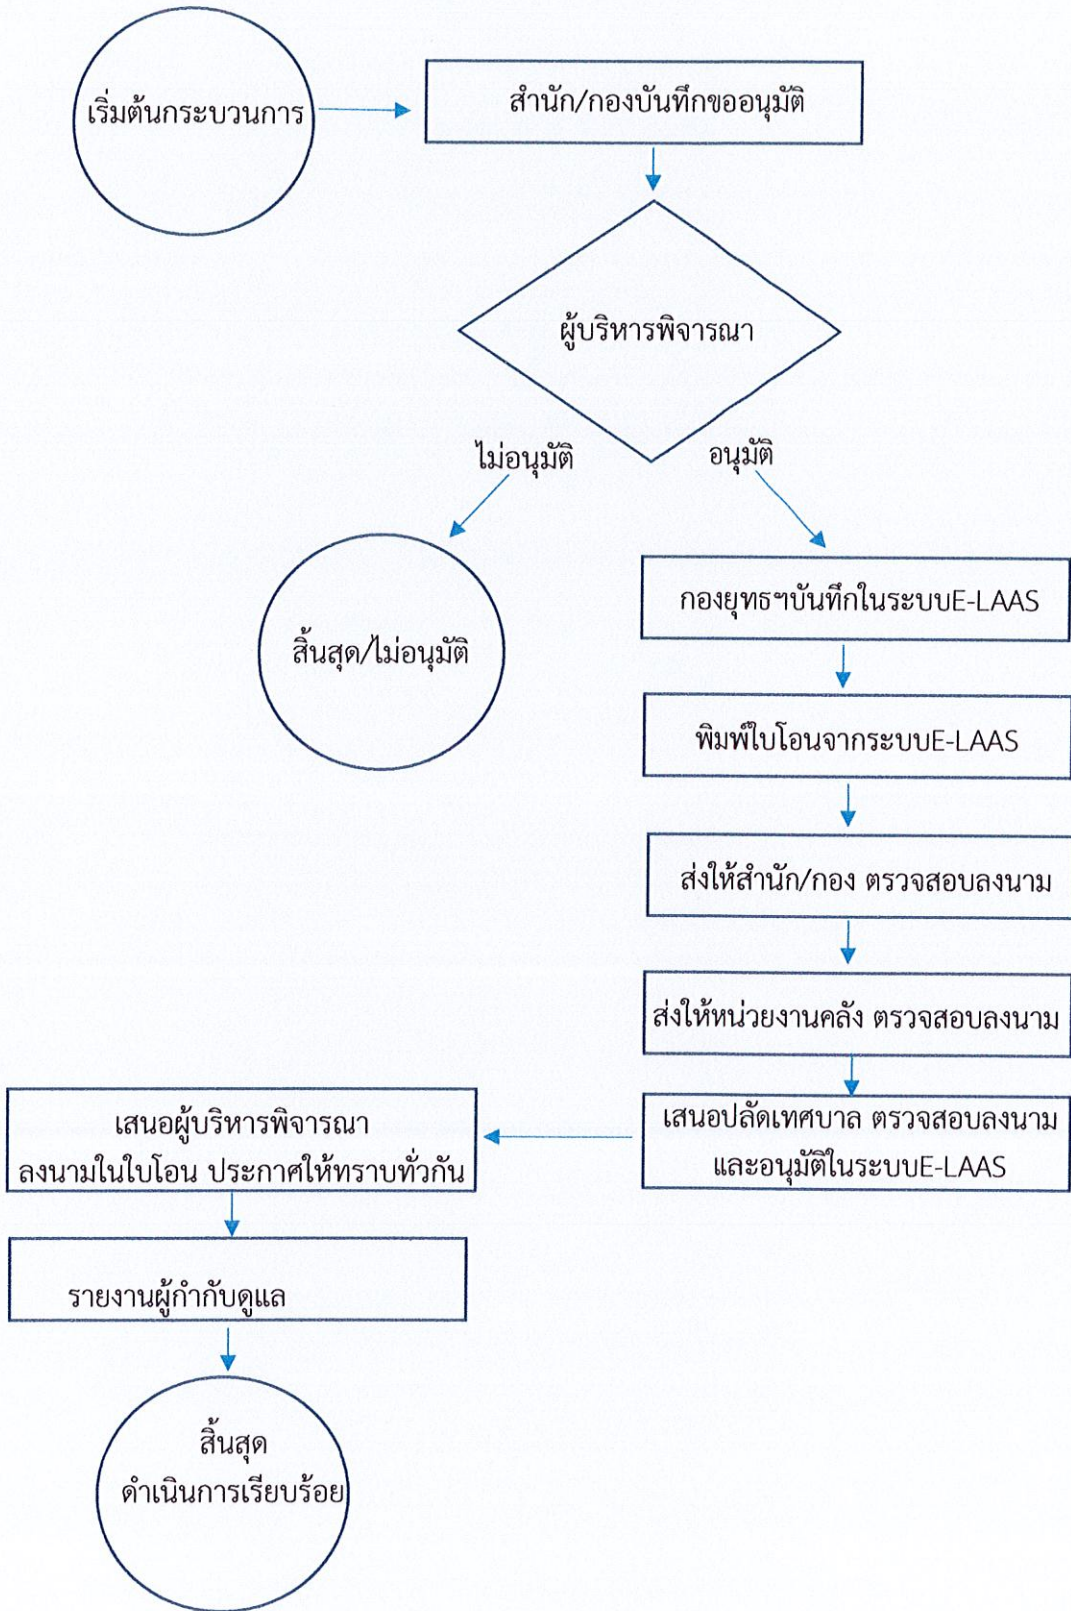 เริ่มต้นกระบวนการ
สำนัก/กองบันทึกขออนุมัติ
ผู้บริหารพิจารณา
ไม่อนุมัติ
อนุมัติ
สิ้นสุด/ไม่อนุมัติ
กองยุทธฯบันทึกในระบบE-LAAS
พิมพ์ใบโอนจากระบบE-LAAS
ส่งให้สำนัก/กอง ตรวจสอบลงนาม
ส่งให้หน่วยงานคลัง ตรวจสอบลงนาม
เสนอปลัดเทศบาล ตรวจสอบลงนาม
และอนุมัติในระบบE-LAAS
เสนอผู้บริหารพิจารณา
ลงนามในใบโอน ประกาศให้ทราบทั่วกัน
รายงานผู้กำกับดูแล
สิ้นสุด
ดำเนินการเรียบร้อย